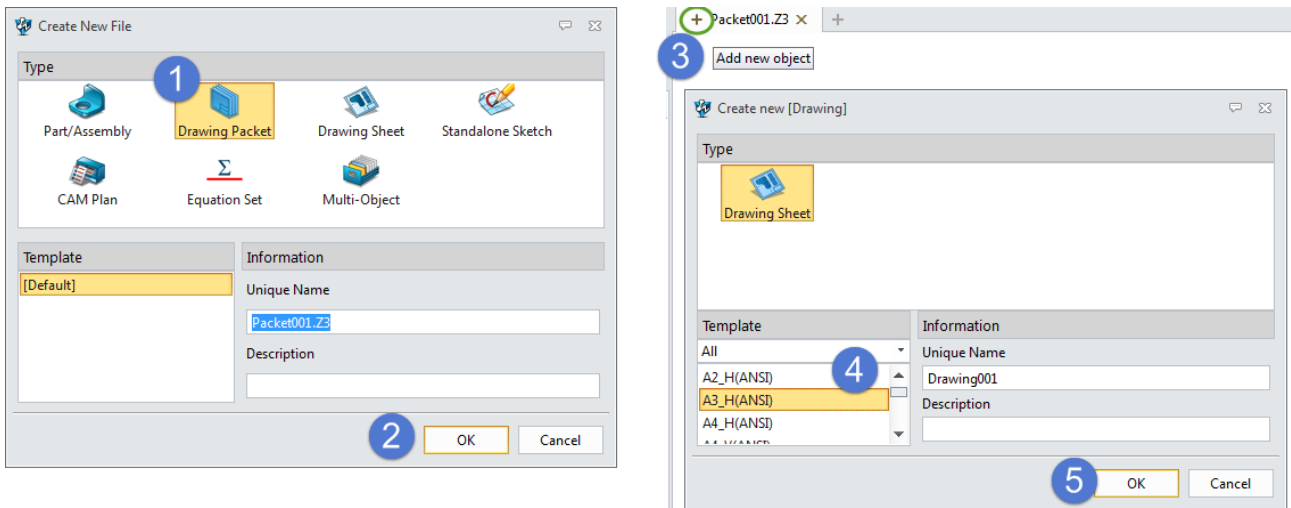 Create New File
Type
1
Part/Assembly
Drawing Packet
Drawing Sheet
Standalone Sketch
CAM Plan
Equation Set
Multi-Object
Template
[Default]
Information
Unique Name
Packet001.Z3
Description
2
OK
Cancel
+ Packet001.Z3 × +
3
Add new object
Create new [Drawing]
Type
Drawing Sheet
Template
All
4
A2_H(ANSI)
A3_H(ANSI)
A4_H(ANSI)
Information
Unique Name
Drawing001
Description
5
OK
Cancel